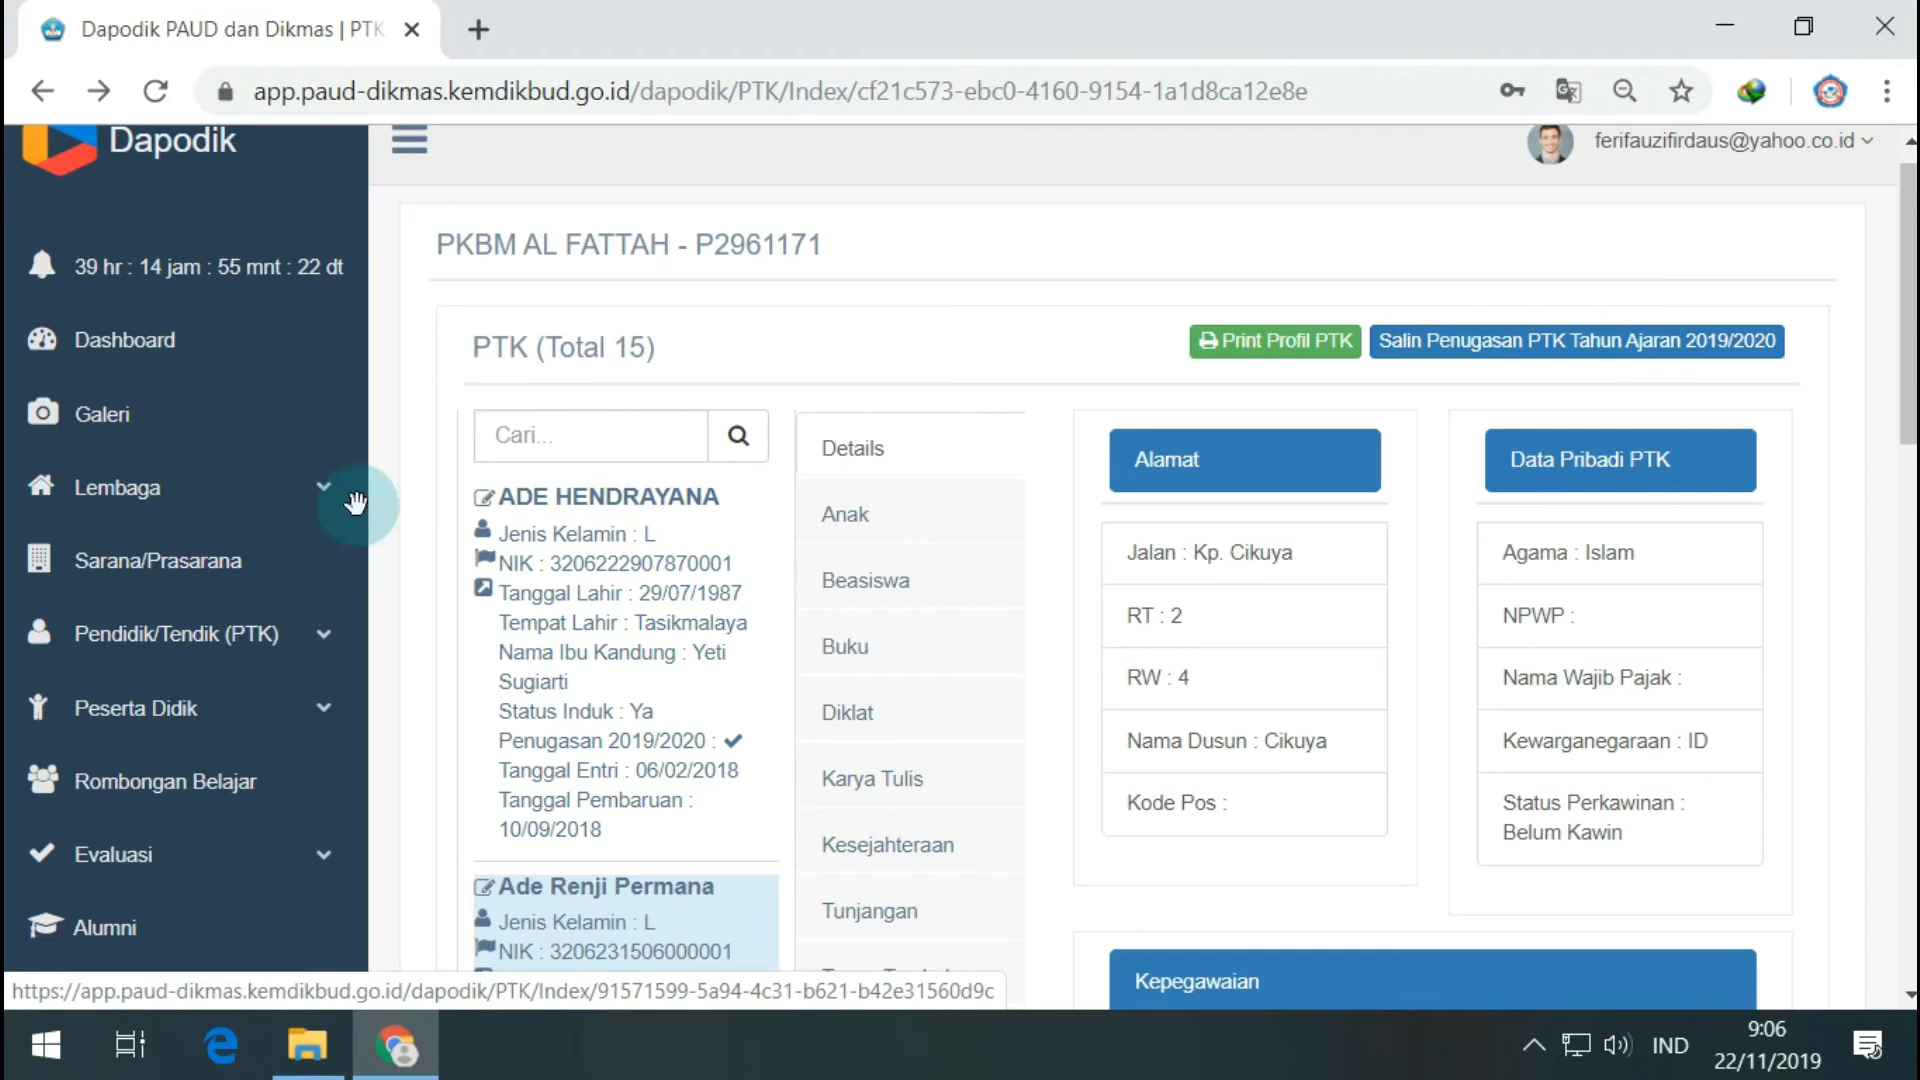 Dapodik PAUD dan Dikmas | PTK
app.paud-dikmas.kemdikbud.go.id/dapodik/PTK/Index/cf21c573-ebc0-4160-9154-1a1d8ca12e8e
Dapodik
ferifauzifirdaus@yahoo.co.id
39 hr : 14 jam : 55 mnt : 22 dt
Dashboard
Galeri
Lembaga
Sarana/Prasarana
Pendidik/Tendik (PTK)
Peserta Didik
Rombongan Belajar
Evaluasi
Alumni
PKBM AL FATTAH - P2961171
PTK (Total 15)
Print Profil PTK
Salin Penugasan PTK Tahun Ajaran 2019/2020
Cari...
ADE HENDRAYANA
Jenis Kelamin : L
NIK : 3206222907870001
Tanggal Lahir : 29/07/1987
Tempat Lahir : Tasikmalaya
Nama Ibu Kandung : Yeti
Sugiarti
Status Induk : Ya
Penugasan 2019/2020 :
Tanggal Entri : 06/02/2018
Tanggal Pembaruan :
10/09/2018
Ade Renji Permana
Jenis Kelamin : L
NIK : 3206231506000001
Details
Anak
Beasiswa
Buku
Diklat
Karya Tulis
Kesejahteraan
Tunjangan
Alamat
Jalan : Kp. Cikuya
RT : 2
RW : 4
Nama Dusun : Cikuya
Kode Pos :
Data Pribadi PTK
Agama : Islam
NPWP :
Nama Wajib Pajak :
Kewarganegaraan : ID
Status Perkawinan :
Belum Kawin
Kepegawaian
https://app.paud-dikmas.kemdikbud.go.id/dapodik/PTK/Index/91571599-5a94-4c31-b621-b42e31560d9c
IND
9:06
22/11/2019